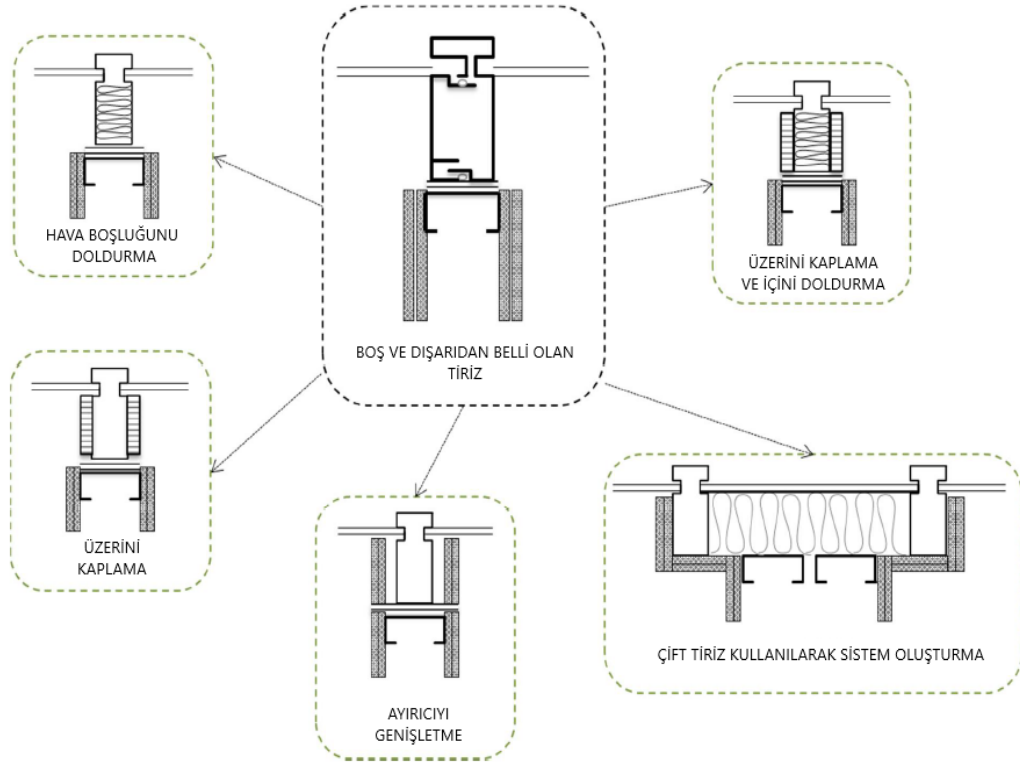 HAVA BOŞLUĞUNU
DOLDURMA
BOŞ VE DIŞARIDAN BELLİ OLAN
TİRİZ
ÜZERİNİ KAPLAMA
VE İÇİNİ DOLDURMA
ÜZERİNİ
KAPLAMA
AYIRICIYI
GENİŞLETME
ÇİFT TİRİZ KULLANILARAK SİSTEM OLUŞTURMA